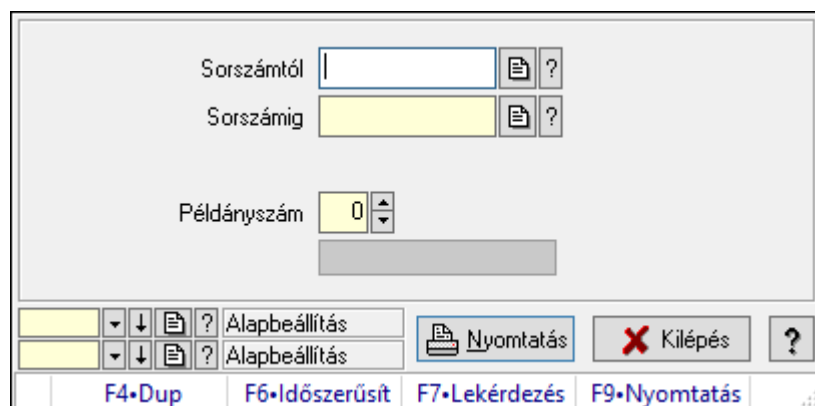 Sorszámtól ?
Sorszámig ?
Példányszám 0
? Alapbeállítás
? Alapbeállítás
Nyomtatás Kilépés ?
F4•Dup F6•Időszerűsít F7•Lekérdezés F9•Nyomtatás